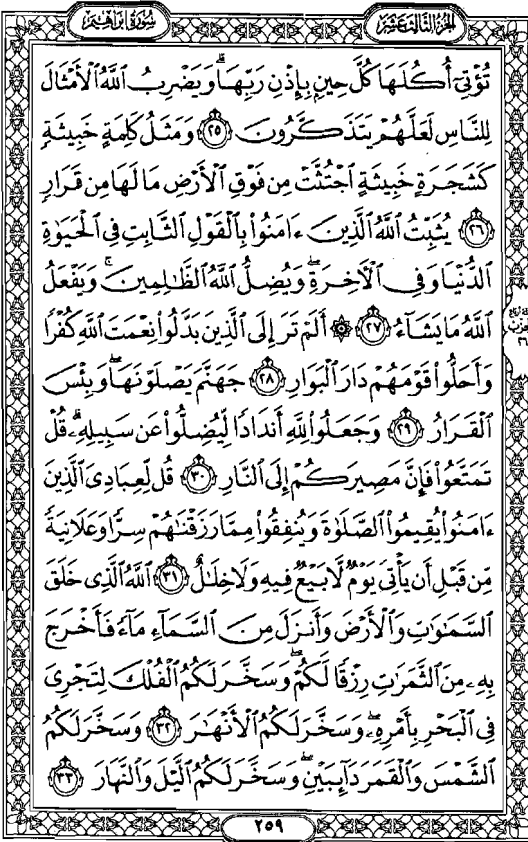 الجزء الثالث عشر
سورة إبراهيم
تُؤْتِيٓ أُكُلَهَا كُلَّ حِينِۭ بِإِذْنِ رَبِّهَاۗ وَيَضْرِبُ ٱللَّهُ ٱلْأَمْثَالَ
لِلنَّاسِ لَعَلَّهُمْ يَتَذَكَّرُونَ ٢٥ وَمَثَلُ كَلِمَةٍ خَبِيثَةٍ
كَشَجَرَةٍ خَبِيثَةٍ ٱجْتُثَّتْ مِن فَوْقِ ٱلْأَرْضِ مَا لَهَا مِن قَرَارٍ
٢٦ يُثَبِّتُ ٱللَّهُ ٱلَّذِينَ ءَامَنُوا۟ بِٱلْقَوْلِ ٱلثَّابِتِ فِى ٱلْحَيَوٰةِ
ٱلدُّنْيَا وَفِى ٱلْأَخِرَةِۖ وَيُضِلُّ ٱللَّهُ ٱلظَّٰلِمِينَۚ وَيَفْعَلُ
ٱللَّهُ مَا يَشَآءُ ٢٧ ۞ أَلَمْ تَرَ إِلَى ٱلَّذِينَ بَدَّلُوا۟ نِعْمَتَ ٱللَّهِ كُفْرًا
وَأَحَلُّوا۟ قَوْمَهُمْ دَارَ ٱلْبَوَارِ ٢٨ جَهَنَّمَ يَصْلَوْنَهَاۖ وَبِئْسَ
ٱلْقَرَارُ ٢٩ وَجَعَلُوا۟ لِلَّهِ أَندَادًا لِّيُضِلُّوا۟ عَن سَبِيلِهِۦۗ قُلْ
تَمَتَّعُوا۟ فَإِنَّ مَصِيرَكُمْ إِلَى ٱلنَّارِ ٣٠ قُل لِّعِبَادِىَ ٱلَّذِينَ
ءَامَنُوا۟ يُقِيمُوا۟ ٱلصَّلَوٰةَ وَيُنفِقُوا۟ مِمَّا رَزَقْنَٰهُمْ سِرًّا وَعَلَانِيَةً
مِّن قَبْلِ أَن يَأْتِىَ يَوْمٌ لَّا بَيْعٌ فِيهِ وَلَا خِلَٰلٌ ٣١ ٱللَّهُ ٱلَّذِى خَلَقَ
ٱلسَّمَٰوَٰتِ وَٱلْأَرْضَ وَأَنزَلَ مِنَ ٱلسَّمَآءِ مَآءً فَأَخْرَجَ
بِهِۦ مِنَ ٱلثَّمَرَٰتِ رِزْقًا لَّكُمْۖ وَسَخَّرَ لَكُمُ ٱلْفُلْكَ لِتَجْرِىَ
فِى ٱلْبَحْرِ بِأَمْرِهِۦۖ وَسَخَّرَ لَكُمُ ٱلْأَنْهَٰرَ ٣٢ وَسَخَّرَ لَكُمُ
ٱلشَّمْسَ وَٱلْقَمَرَ دَآئِبَيْنِۖ وَسَخَّرَ لَكُمُ ٱلَّيْلَ وَٱلنَّهَارَ ٣٣
٢٥٩